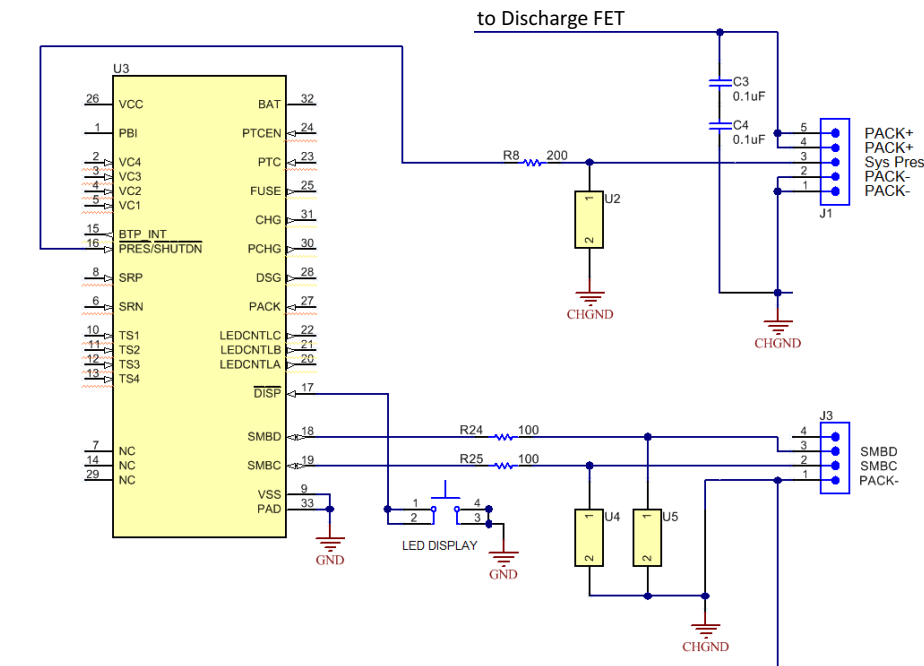 to Discharge FET
U3
26 VCC BAT 32
1 PBI PTCEN 24
2 VC4 PTC 23
3 VC3
4 VC2 FUSE 25
5 VC1
CHG 31
15 BTP_INT
16 PRES/SHUTDN PCHG 30
8 SRP DSG 28
6 SRN PACK 27
10 TS1 LEDCNTLC 22
11 TS2 LEDCNTLB 21
12 TS3 LEDCNTLA 20
13 TS4
DISP 17
SMBD 18
7 NC
14 NC SMBC 19
29 NC
VSS 9
PAD 33
GND
R8 200
U2
1
2
CHGND
C3
0.1uF
C4
0.1uF
5 PACK+
4 PACK+
3 Sys Pres
2 PACK-
1 PACK-
J1
CHGND
R24 100
R25 100
J3
4
3 SMBD
2 SMBC
1 PACK-
1 4
2 3
LED DISPLAY
GND
U4
1
2
U5
1
2
CHGND